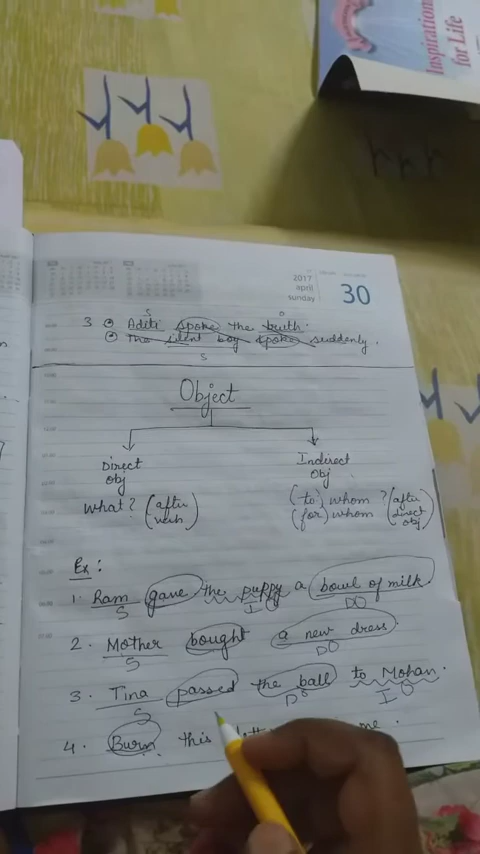 Inspiration
for Life
2017
april
sunday
30
S O
3 Aditi spoke the truth.
The silent boy spoke suddenly.
S
Object
Direct
obj
Indirect
Obj
what? (after verb)
(to) whom ? (after direct obj)
(for) whom
Ex:
1. Ram gave the puppy a bowl of milk
S I O DO
2. Mother bought a new dress.
S DO
3. Tina passed the ball to Mohan.
S DO I O
4. Burn this me.